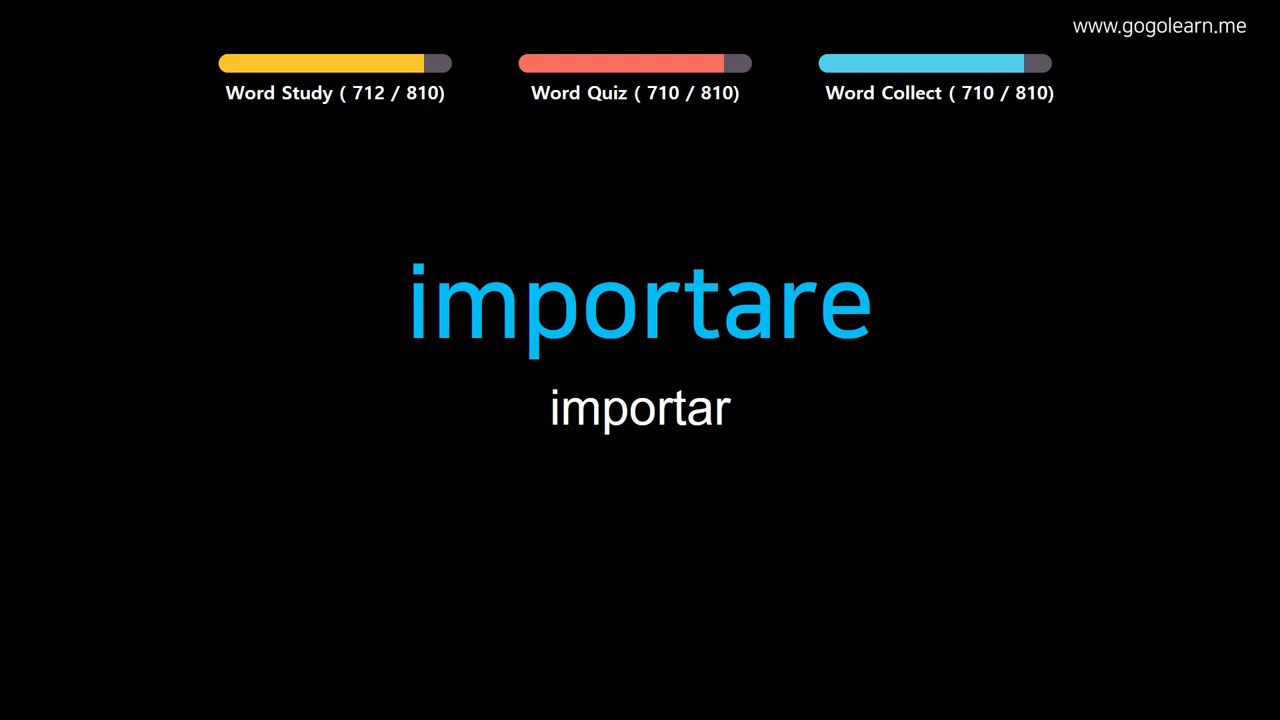 www.gogolearn.me
Word Study ( 712 / 810)
Word Quiz ( 710 / 810)
Word Collect ( 710 / 810)
importare
importar